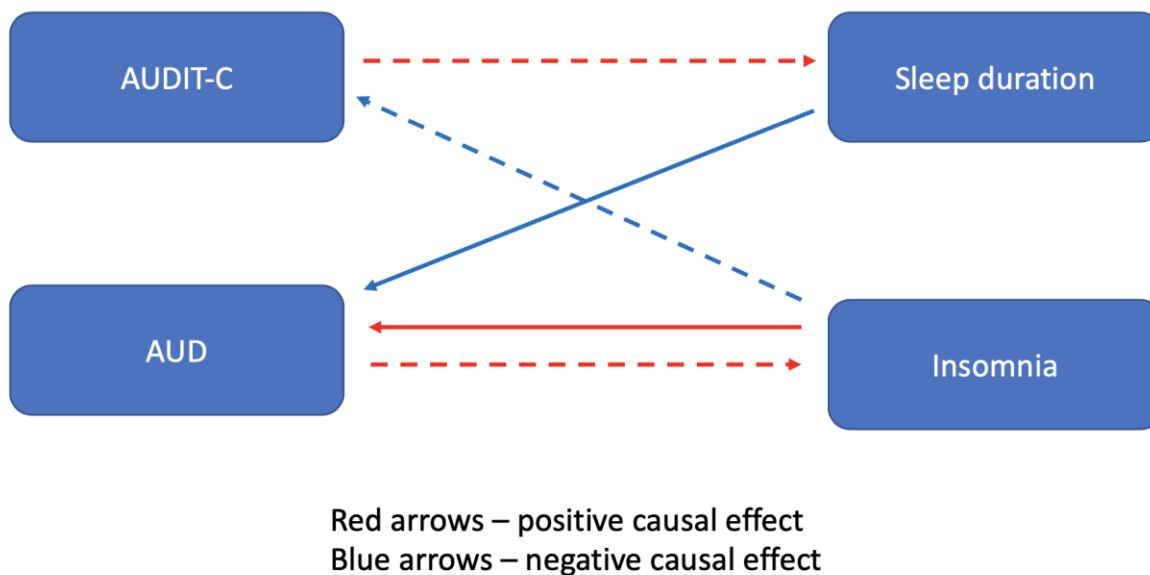 AUDIT-C
Sleep duration
AUD
Insomnia
Red arrows – positive causal effect
Blue arrows – negative causal effect